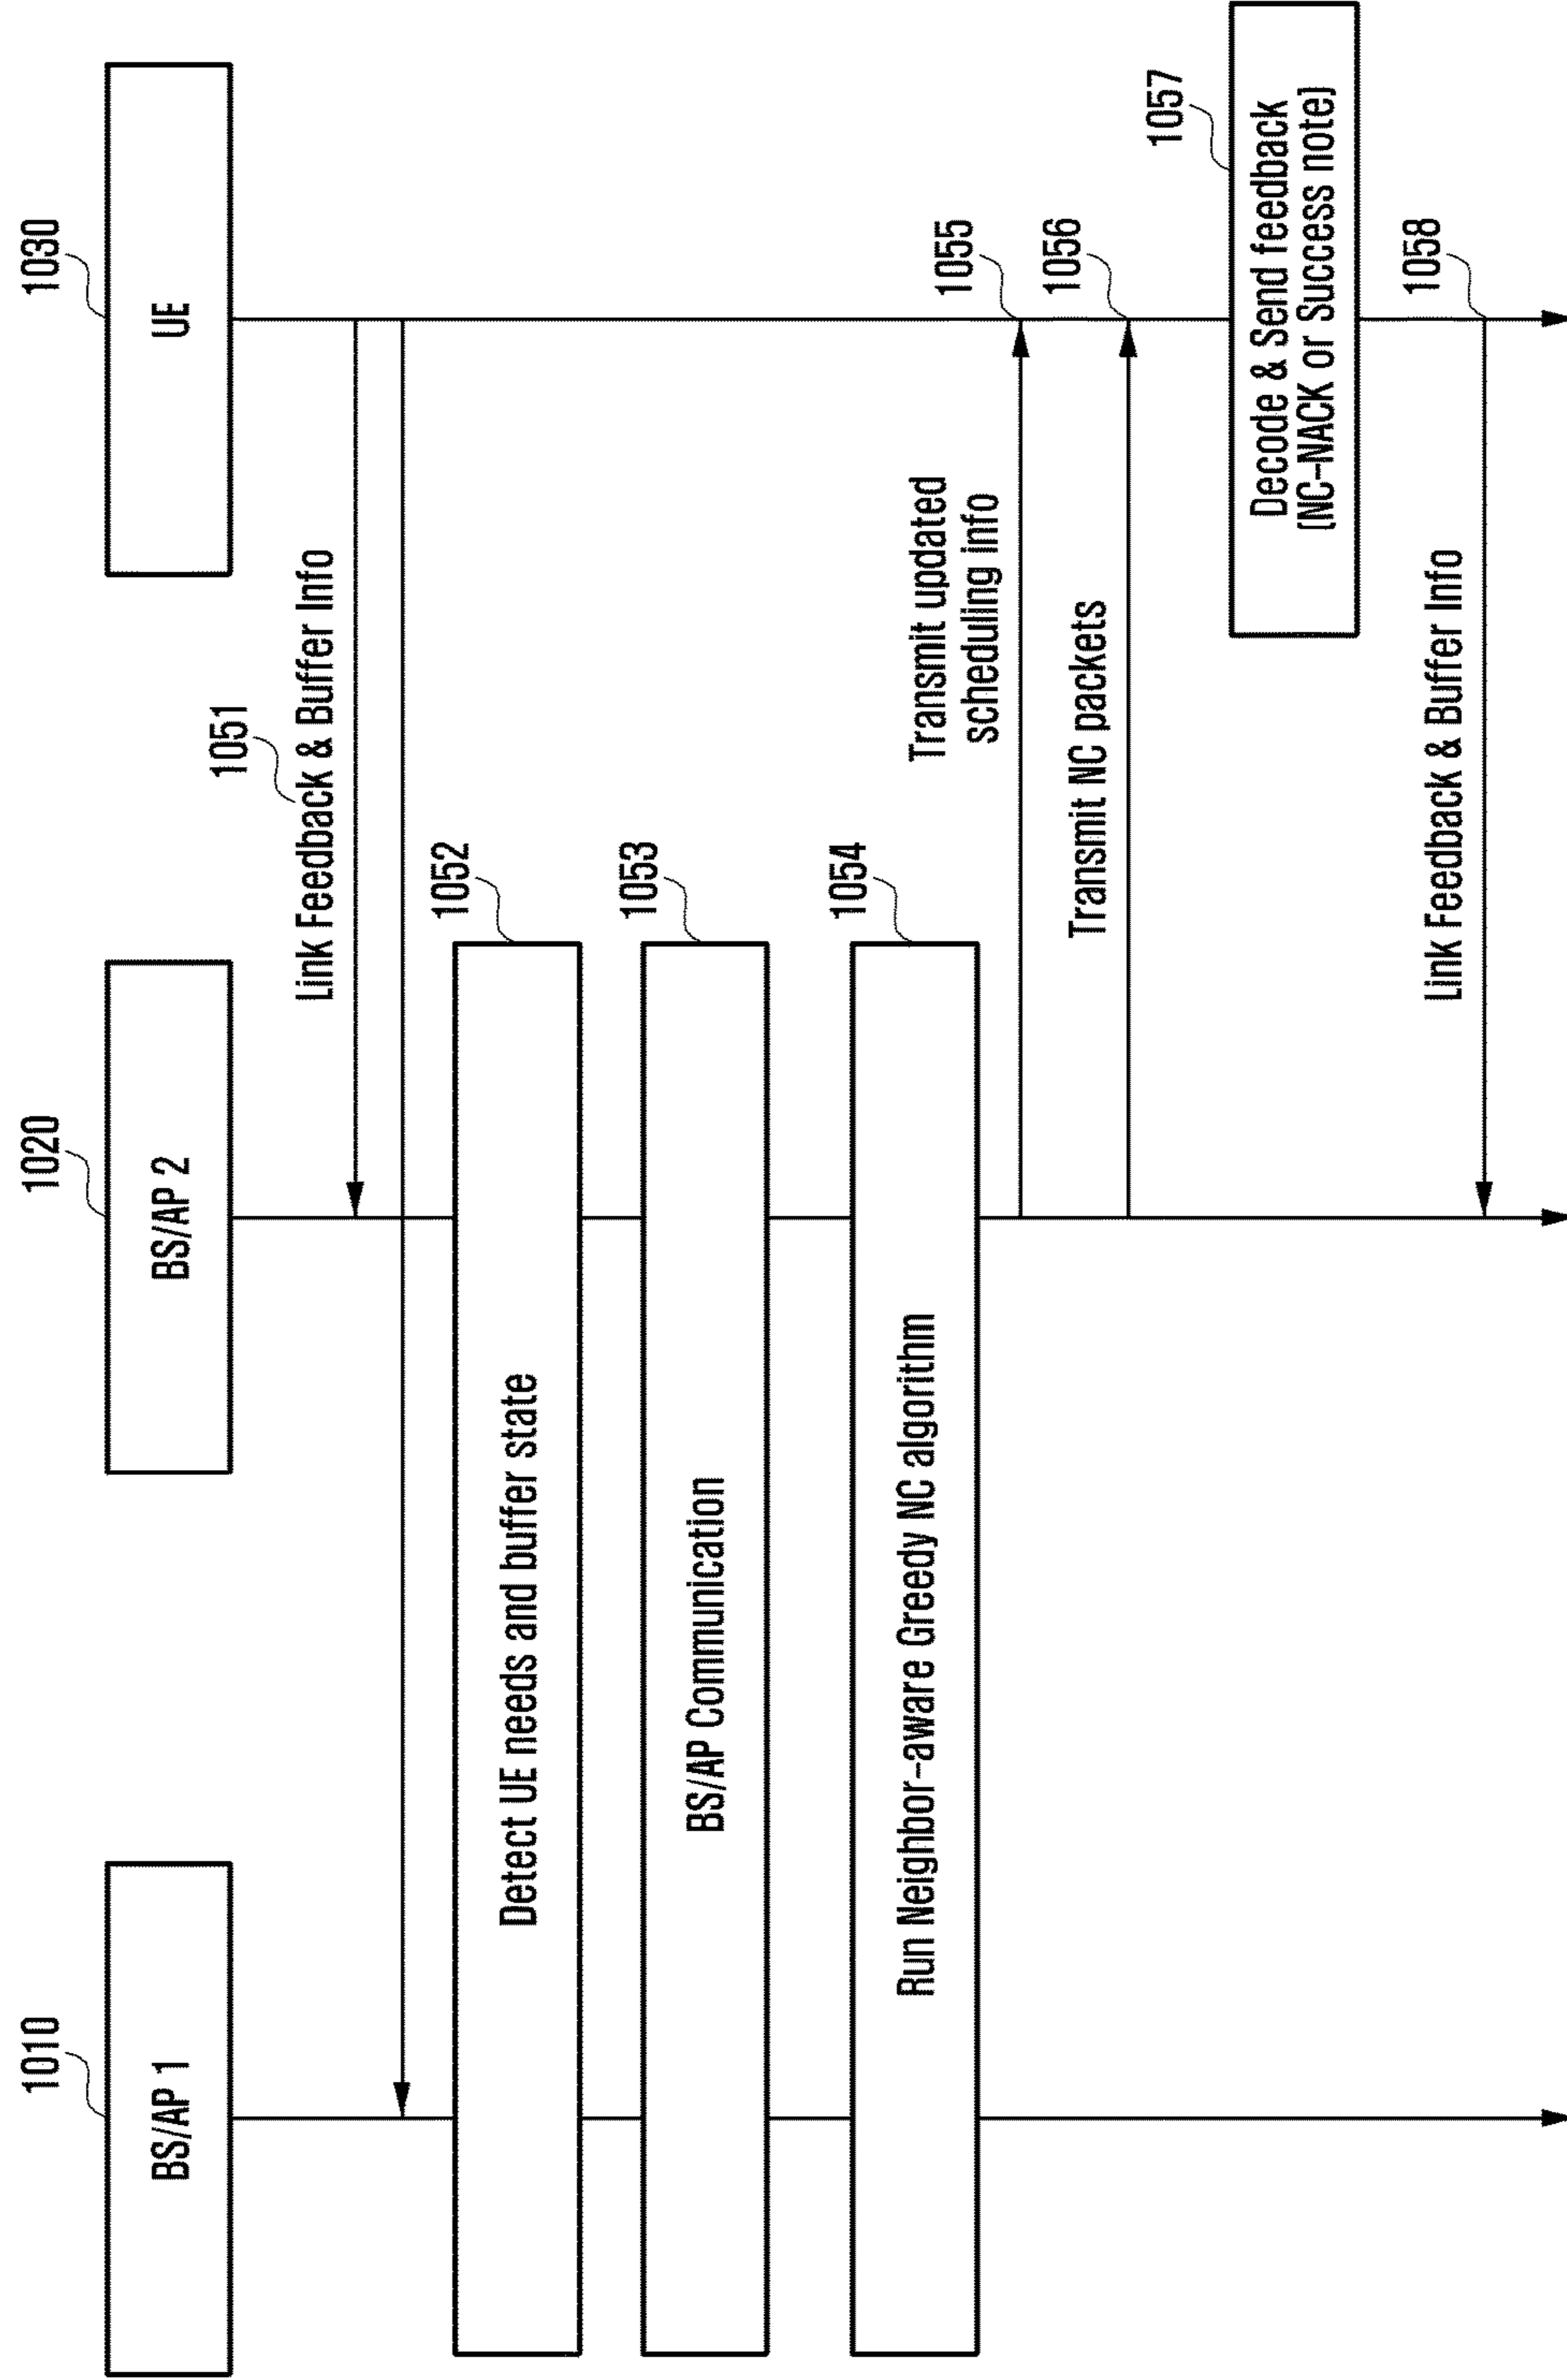 1010
1020
1030
BS/AP 1
BS/AP 2
UE
1051
Link Feedback & Buffer Info
1052
Detect UE needs and buffer state
1053
BS/AP Communication
1054
Run Neighbor-aware Greedy NC algorithm
Transmit updated
scheduling info
1055
Transmit NC packets
1056
1057
Decode & Send feedback
(NC-NACK or Success note)
Link Feedback & Buffer Info
1058